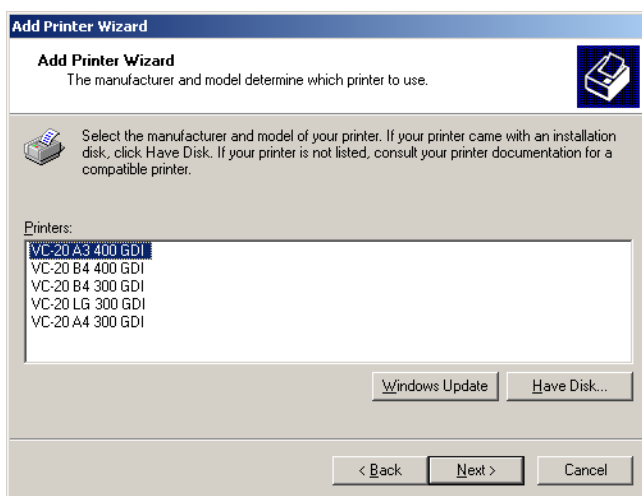 Add Printer Wizard
Add Printer Wizard
The manufacturer and model determine which printer to use.
Select the manufacturer and model of your printer. If your printer came with an installation
disk, click Have Disk. If your printer is not listed, consult your printer documentation for a
compatible printer.
Printers:
VC-20 A3 400 GDI
VC-20 B4 400 GDI
VC-20 B4 300 GDI
VC-20 LG 300 GDI
VC-20 A4 300 GDI
Windows Update Have Disk...
< Back Next > Cancel